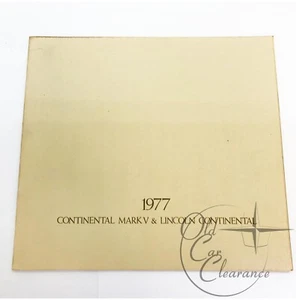 1977
CONTINENTAL MARK V & LINCOLN CONTINENTAL
Old
Car
Clearance